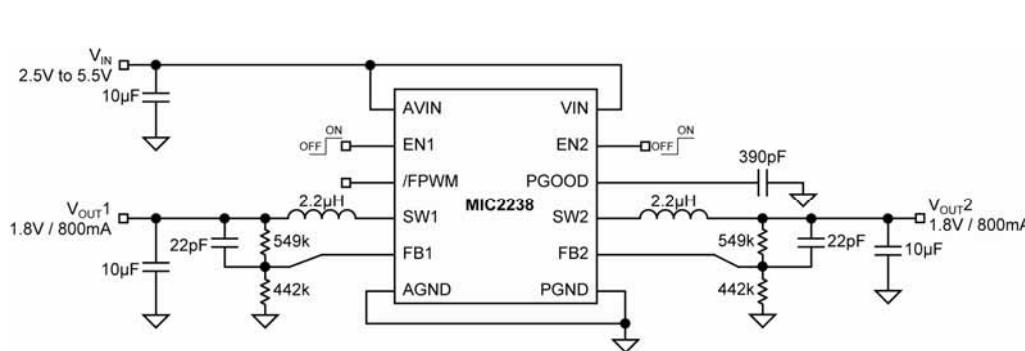 VIN
2.5V to 5.5V
10µF
AVIN
VIN
OFF ON
EN1
EN2
OFF ON
390pF
/FPWM
PGOOD
MIC2238
2.2µH
2.2µH
VOUT1
1.8V / 800mA
SW1
SW2
VOUT2
1.8V / 800mA
22pF
549k
549k
22pF
10µF
FB1
FB2
10µF
442k
442k
AGND
PGND